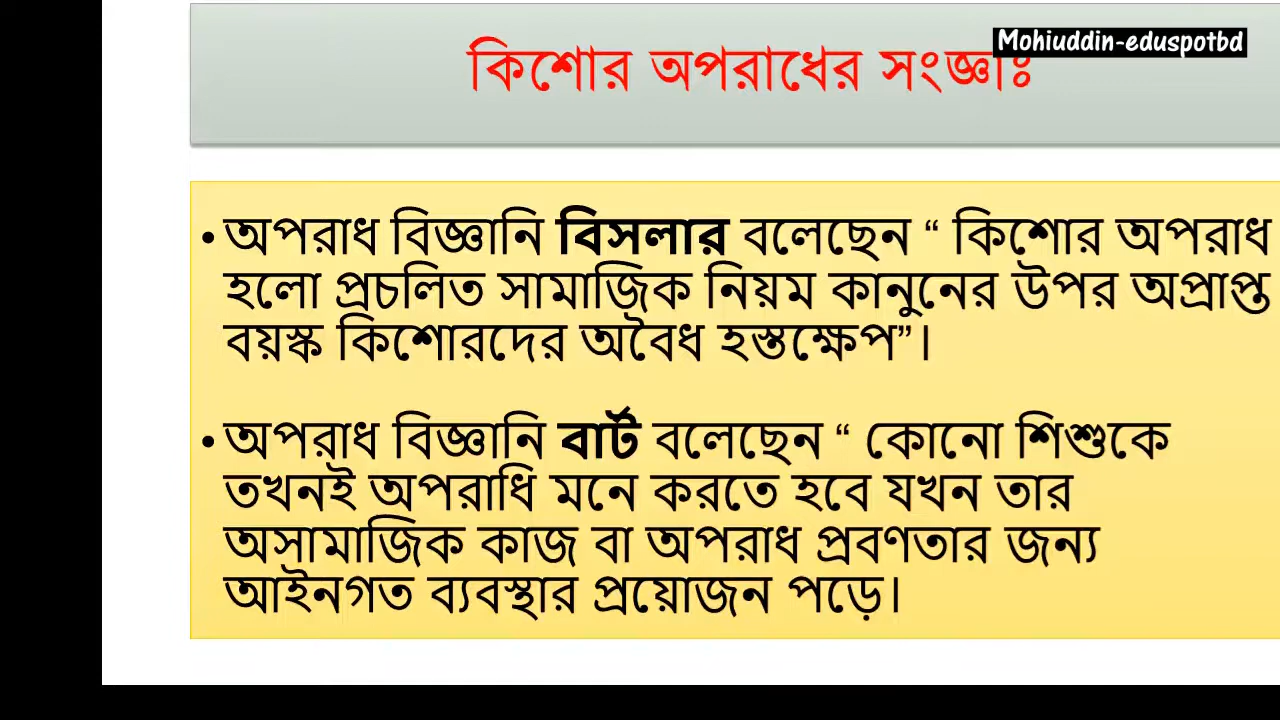 Mohiuddin-eduspotbd
কিশোর অপরাধের সংজ্ঞাঃ
• অপরাধ বিজ্ঞানি বিসলার বলেছেন “ কিশোর অপরাধ
হলো প্রচলিত সামাজিক নিয়ম কানুনের উপর অপ্রাপ্ত
বয়স্ক কিশোরদের অবৈধ হস্তক্ষেপ”।
• অপরাধ বিজ্ঞানি বার্ট বলেছেন “ কোনো শিশুকে
তখনই অপরাধি মনে করতে হবে যখন তার
অসামাজিক কাজ বা অপরাধ প্রবণতার জন্য
আইনগত ব্যবস্থার প্রয়োজন পড়ে।